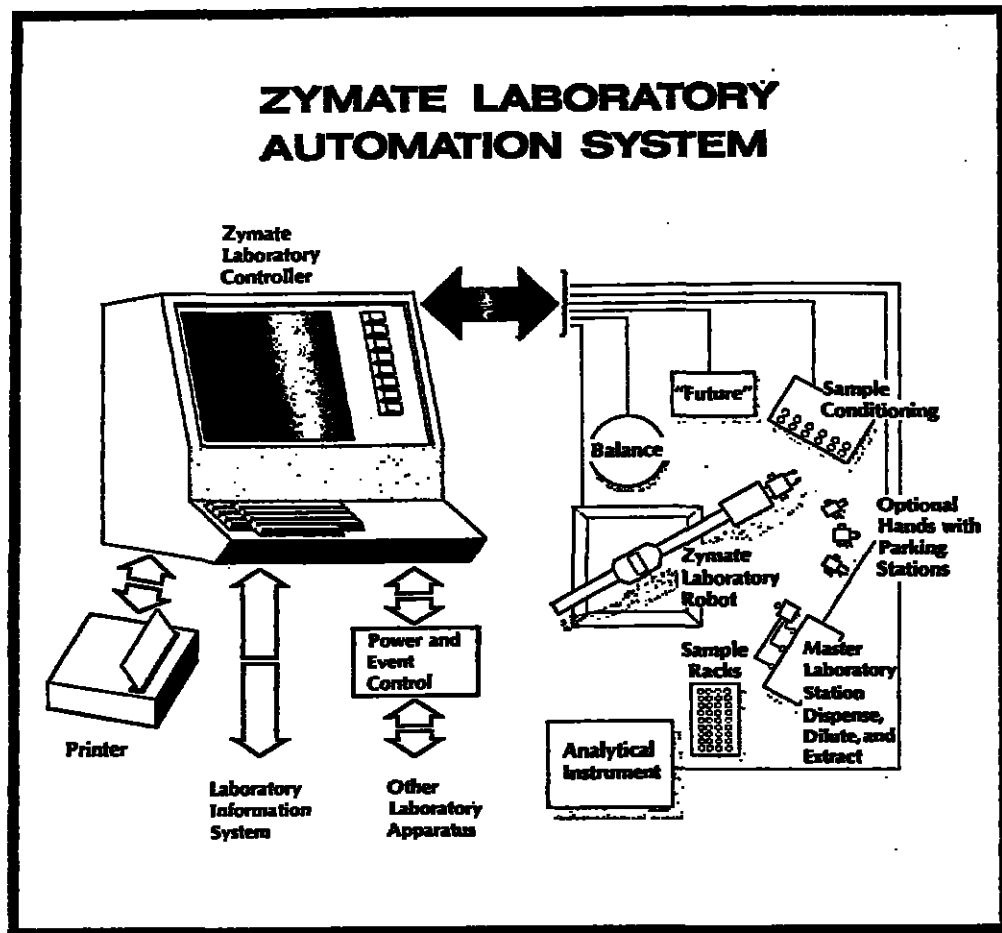 ZYMATE LABORATORY
AUTOMATION SYSTEM
Zymate
Laboratory
Controller
"Future"
Sample
Conditioning
Balance
Optional
Hands with
Parking
Stations
Zymate
Laboratory
Robot
Power and
Event
Control
Sample
Racks
Master
Laboratory
Station
Dispense,
Dilute, and
Extract
Printer
Analytical
Instrument
Laboratory
Information
System
Other
Laboratory
Apparatus